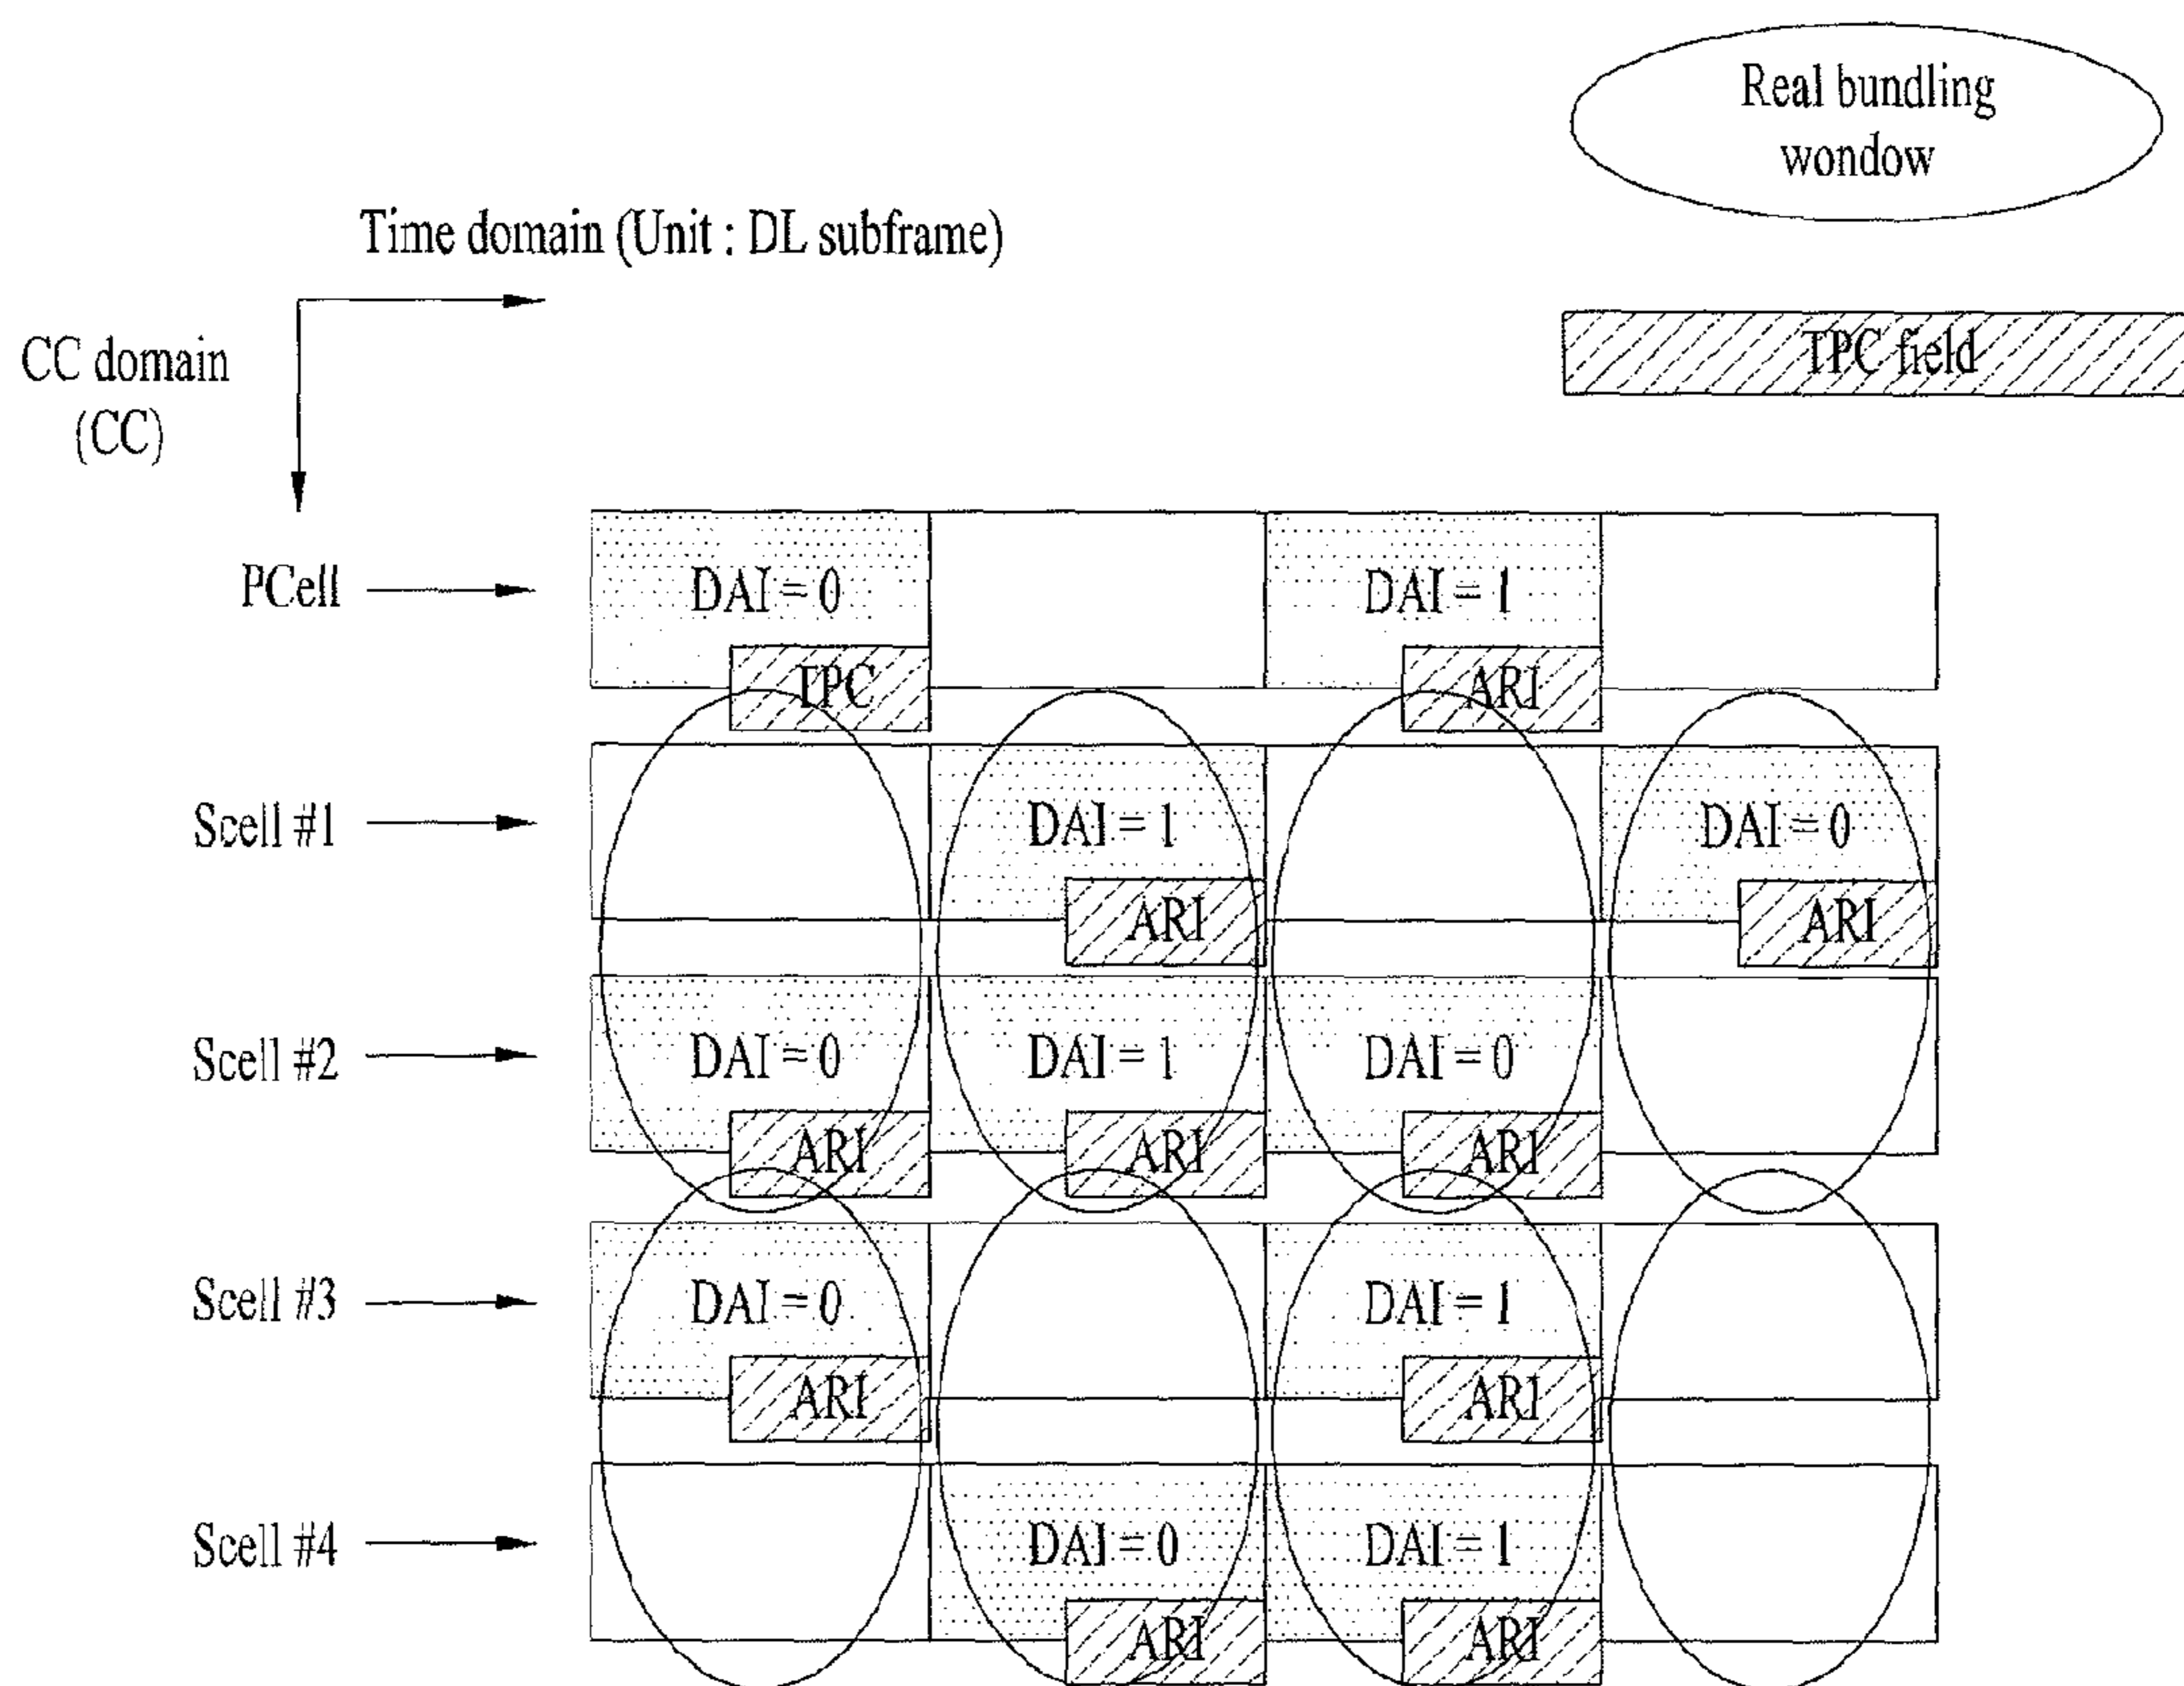 Real bundling
wondow
Time domain (Unit : DL subframe)
TPC field
CC domain
(CC)
PCell
DAI = 0
DAI = 1
TPC
ARI
Scell #1
DAI = 1
DAI = 0
ARI
ARI
Scell #2
DAI = 0
DAI = 1
DAI = 0
ARI
ARI
ARI
Scell #3
DAI = 0
DAI = 1
ARI
ARI
Scell #4
DAI = 0
DAI = 1
ARI
ARI